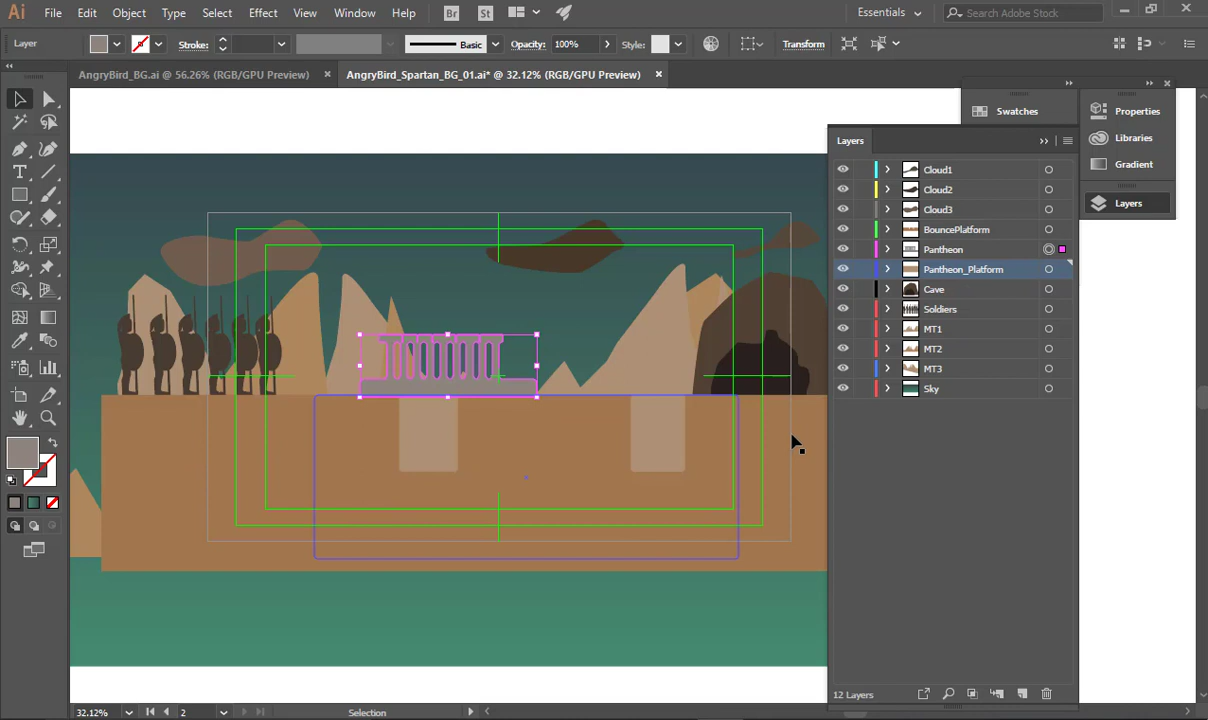 Ai File Edit Object Type Select Effect View Window Help Br St Essentials Search Adobe Stock
Layer Stroke: Basic Opacity: 100% Style: Transform
AngryBird_BG.ai @ 56.26% (RGB/GPU Preview) AngryBird_Spartan_BG_01.ai* @ 32.12% (RGB/GPU Preview)
Swatches
Properties
Libraries
Gradient
Layers
Layers
Cloud1
Cloud2
Cloud3
BouncePlatform
Pantheon
Pantheon_Platform
Cave
Soldiers
MT1
MT2
MT3
Sky
12 Layers
32.12% 2 Selection